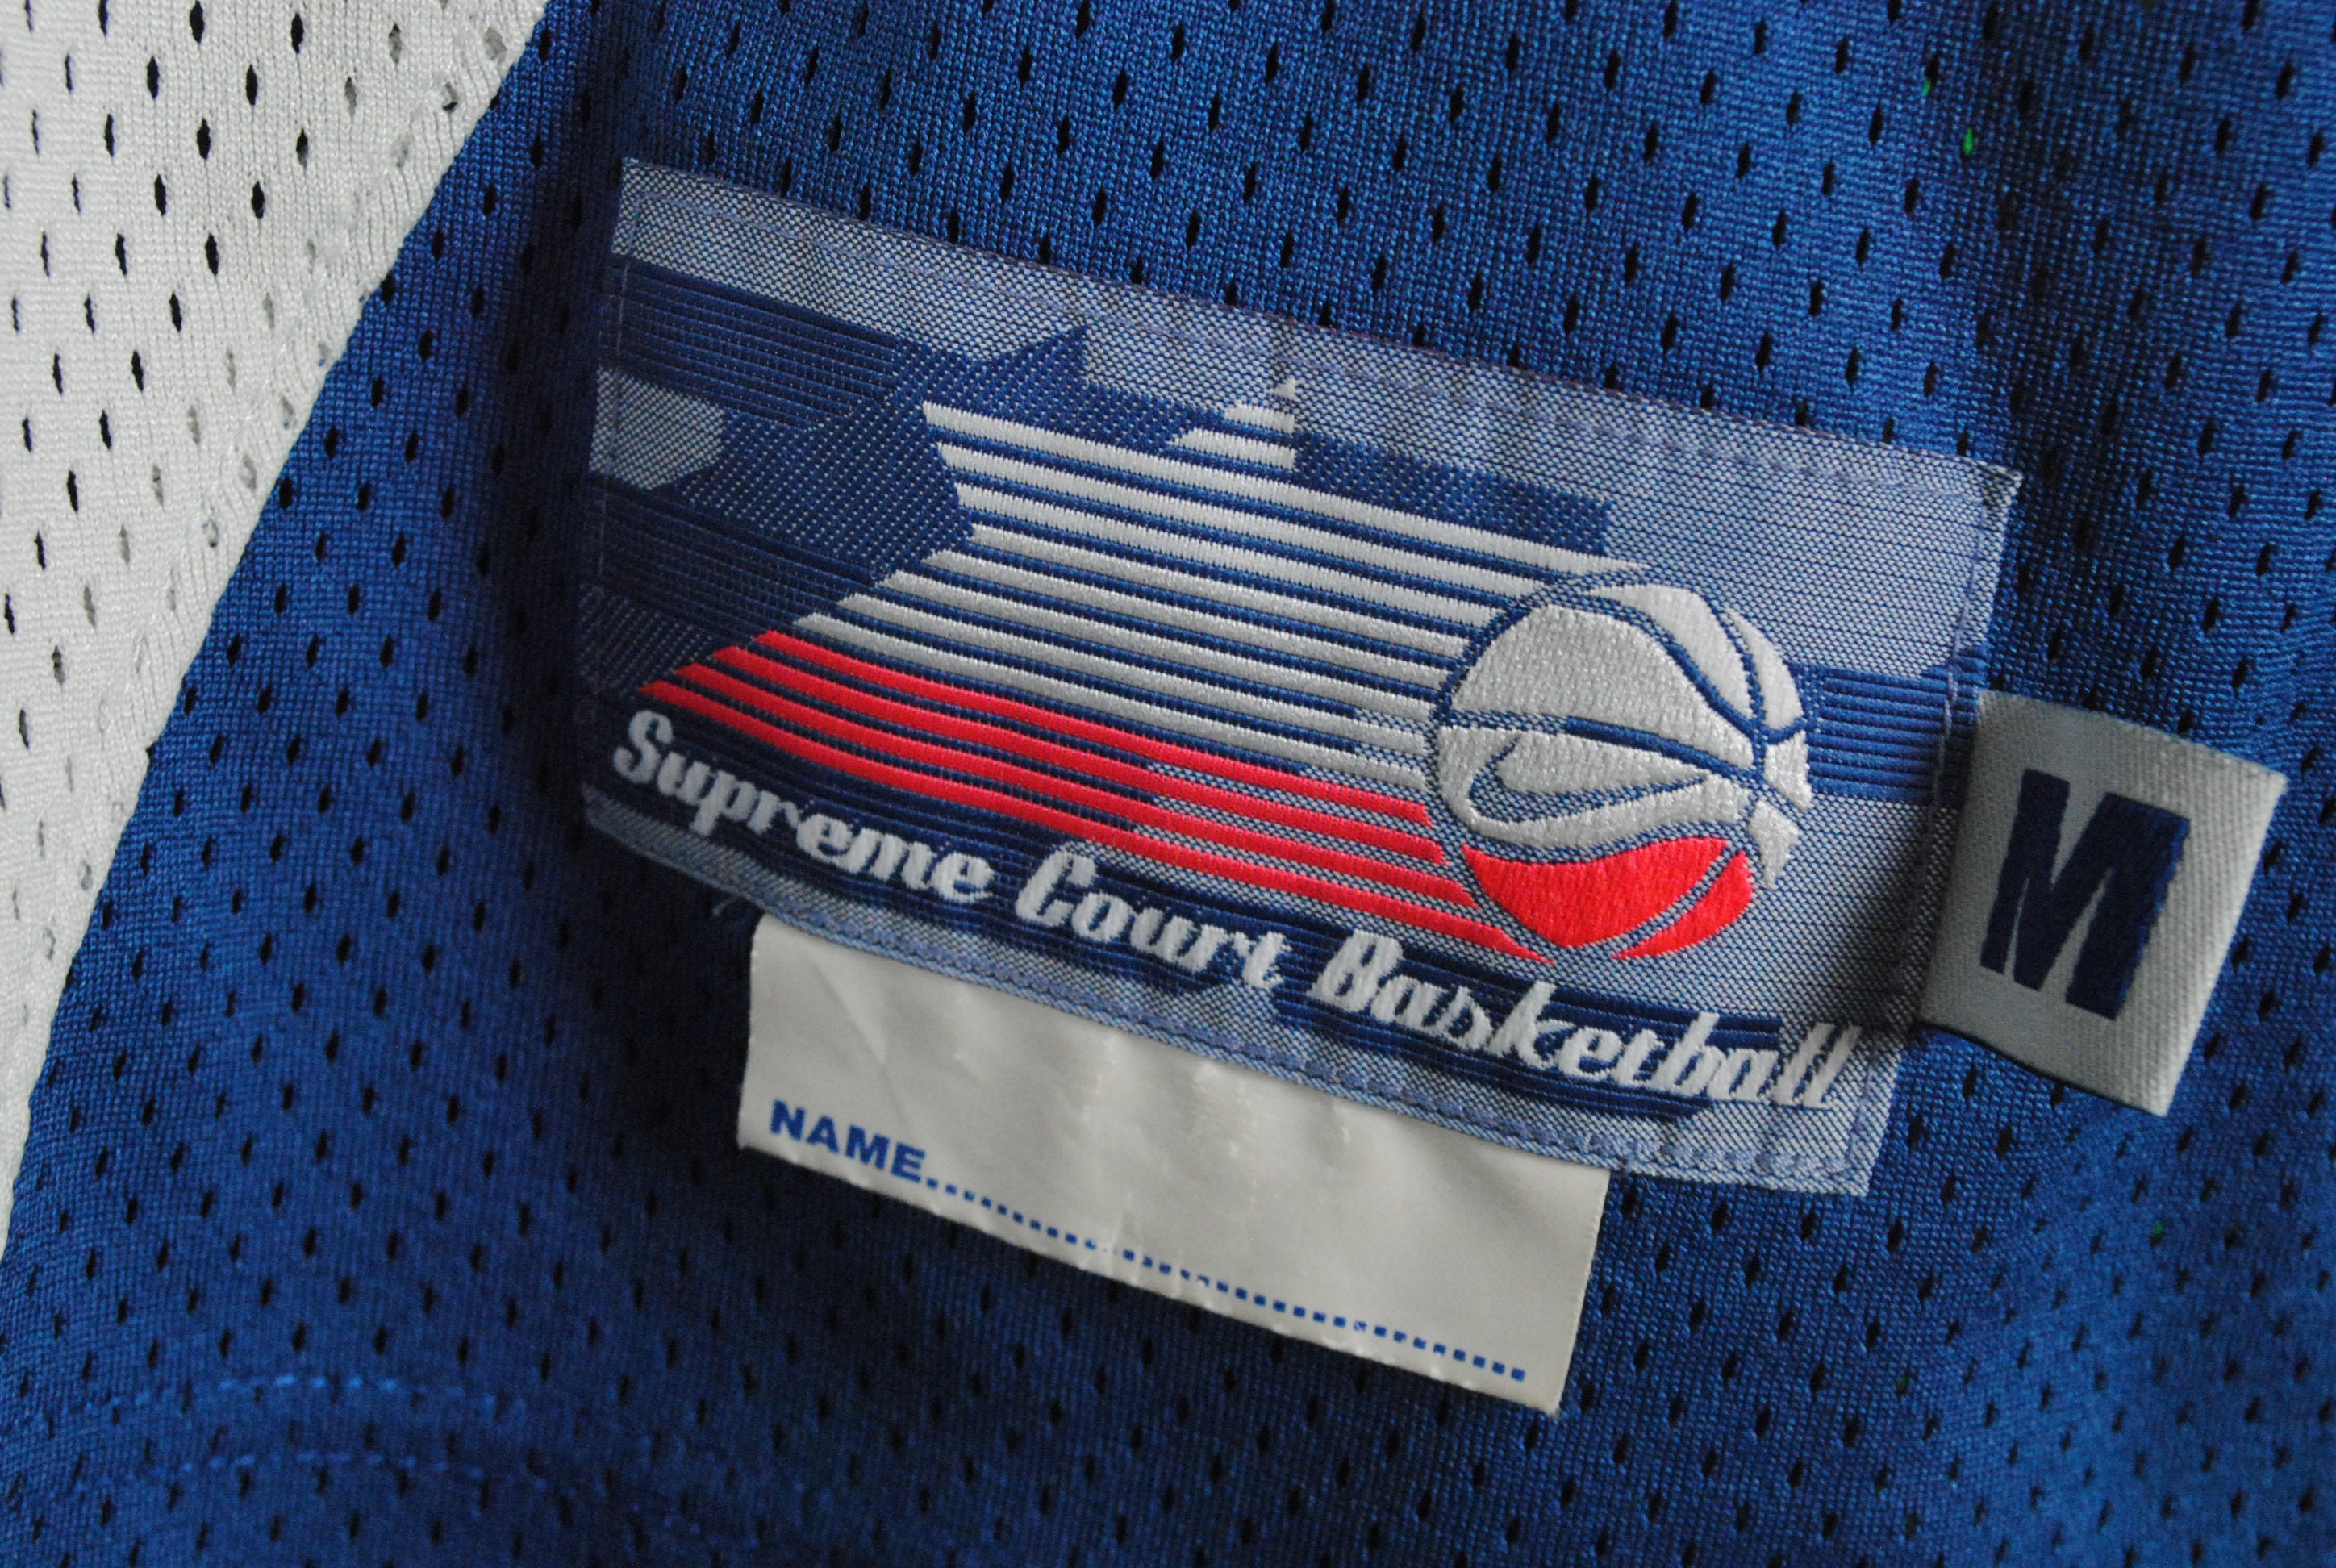 Supreme Court Basketball
M
NAME..........................................